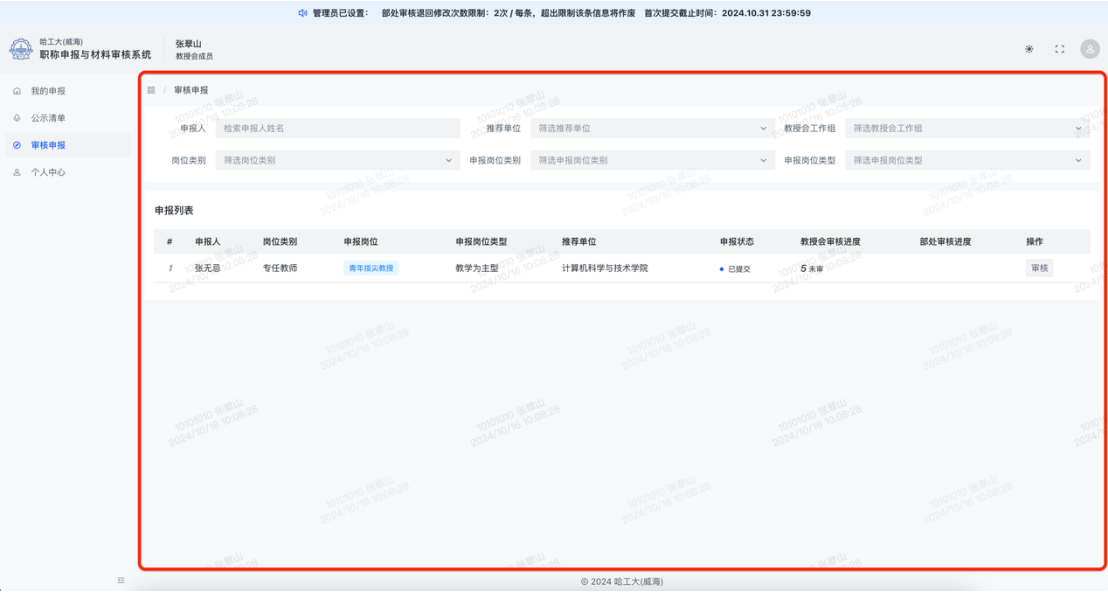 管理员已设置： 部处审核退回修改次数限制：2次 / 每条，超出限制该条信息将作废 首次提交截止时间：2024.10.31 23:59:59
哈工大(威海)
职称申报与材料审核系统
张翠山
教授会成员
我的申报
公示清单
审核申报
个人中心
/ 审核申报
申报人 检索申报人姓名 推荐单位 筛选推荐单位 教授会工作组 筛选教授会工作组
岗位类别 筛选岗位类别 申报岗位类别 筛选申报岗位类别 申报岗位类型 筛选申报岗位类型
申报列表
# 申报人 岗位类别 申报岗位 申报岗位类型 推荐单位 申报状态 教授会审核进度 部处审核进度 操作
1 张无忌 专任教师 青年拔尖教授 教学为主型 计算机科学与技术学院 已提交 5 未审 审核
10101010 张翠山
2024/10/16 10:08:28
© 2024 哈工大(威海)